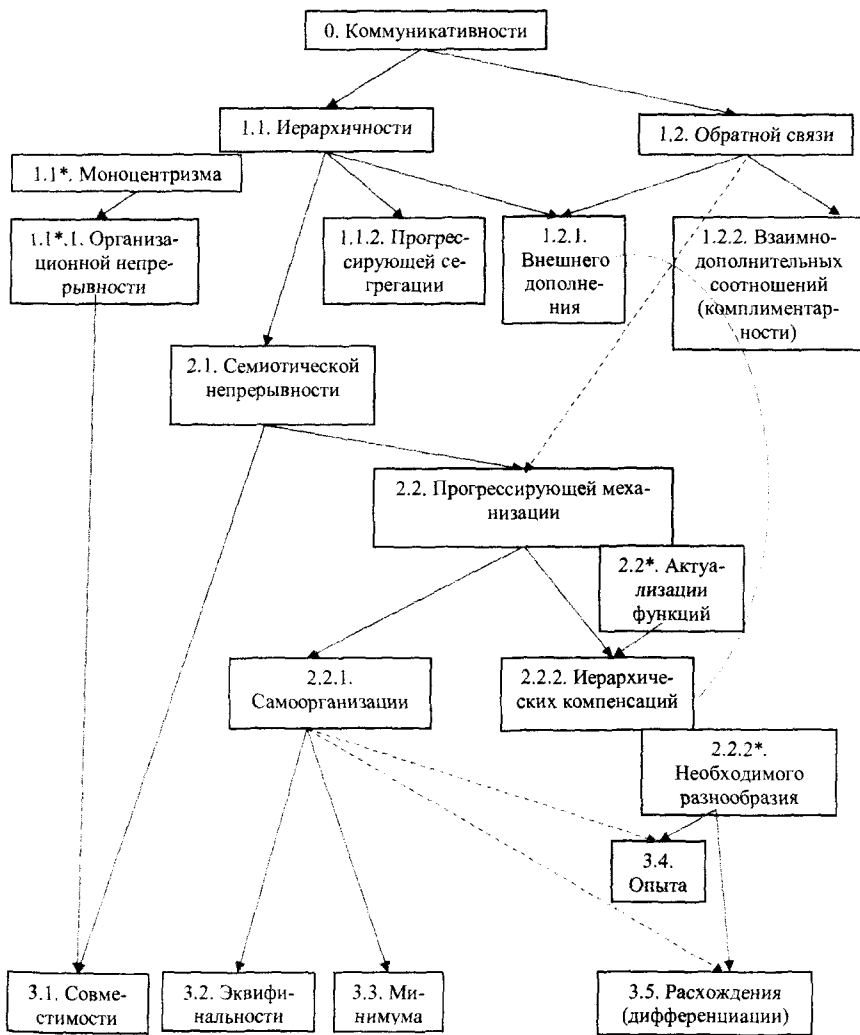 0. Коммуникативности
1.1. Иерархичности
1.2. Обратной связи
1.1*. Моноцентризма
1.1*.1. Организа-
ционной непре-
рывности
1.1.2. Прогрес-
сирующей се-
грегации
1.2.1.
Внешнего
дополне-
ния
1.2.2. Взаимно-
дополнительных
соотношений
(комплиментар-
ности)
2.1. Семиотической
непрерывности
2.2. Прогрессирующей меха-
низации
2.2*. Актуа-
лизации
функций
2.2.1.
Самоорганизации
2.2.2. Иерархиче-
ских компенсаций
2.2.2*.
Необходимого
разнообразия
3.4.
Опыта
3.1. Совме-
стимости
3.2. Эквифи-
нальности
3.3. Ми-
нимума
3.5. Расхождения
(дифференциации)